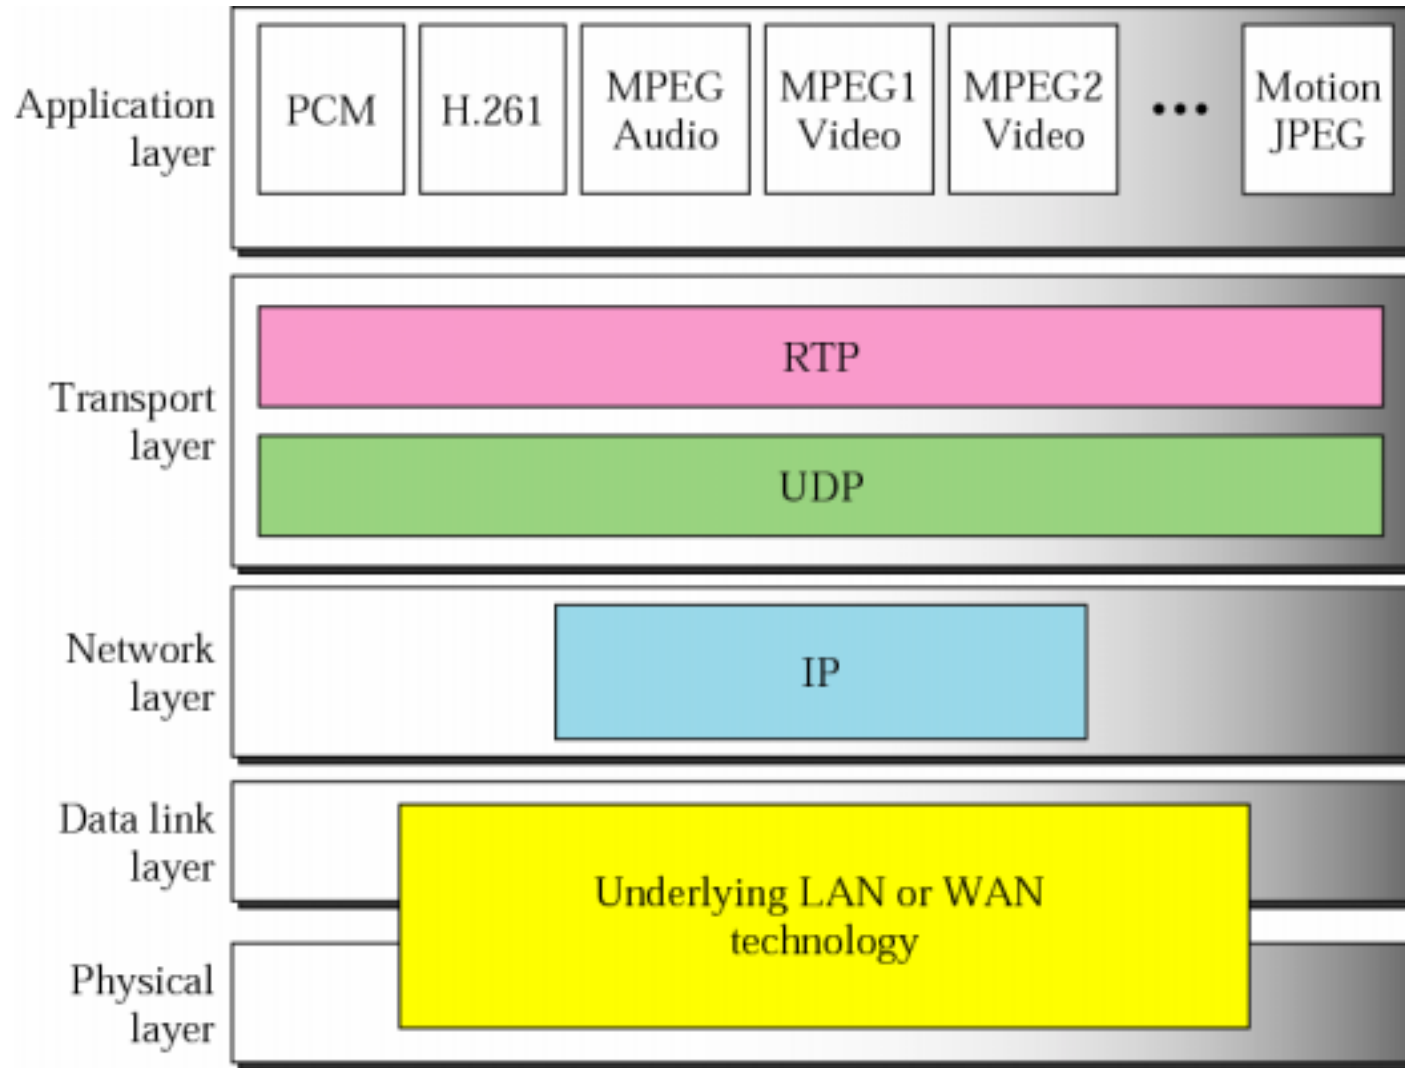 Application
layer
PCM
H.261
MPEG
Audio
MPEG1
Video
MPEG2
Video
...
Motion
JPEG
Transport
layer
RTP
UDP
Network
layer
IP
Data link
layer
Underlying LAN or WAN
technology
Physical
layer